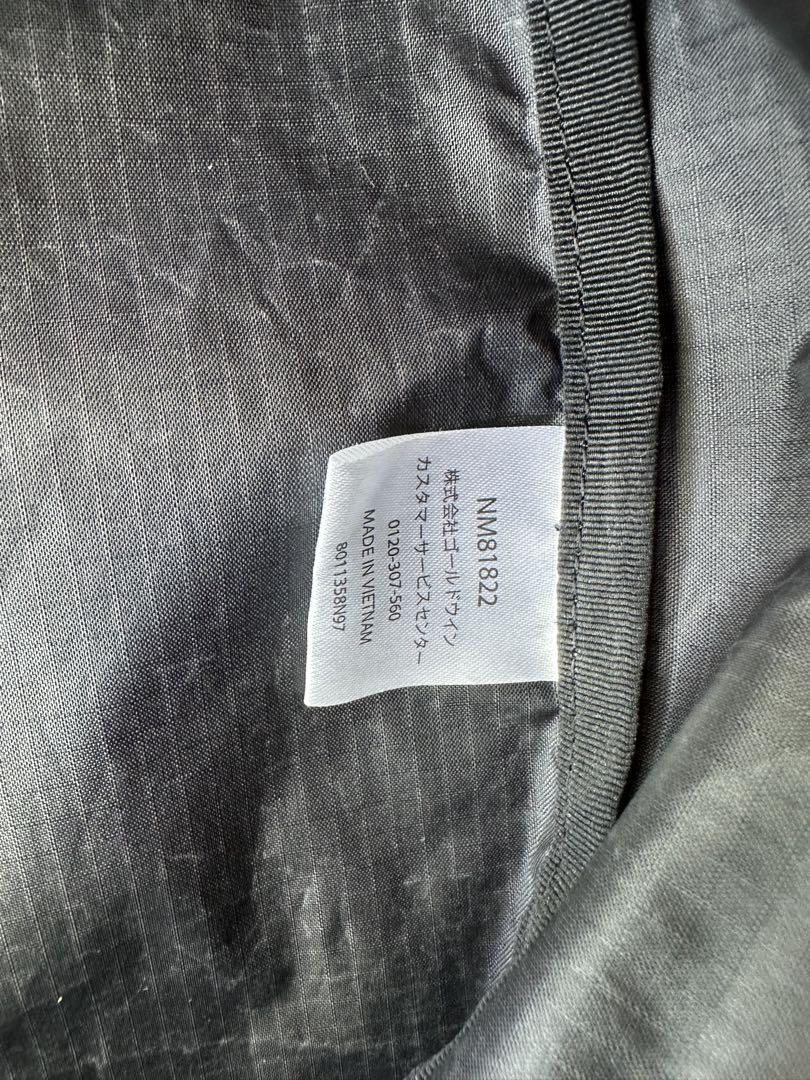 NM81822
株式会社ゴールドウイン
カスタマーサービスセンター
0120-307-560
MADE IN VIETNAM
8011358N97